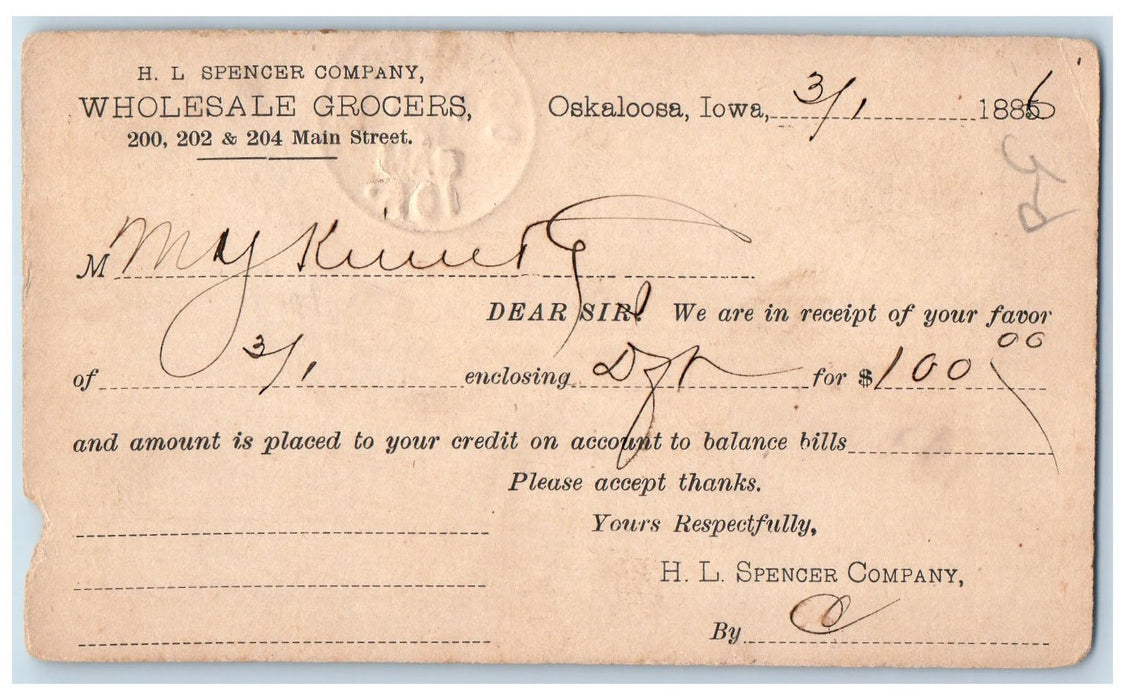 H. L SPENCER COMPANY,
WHOLESALE GROCERS,
200, 202 & 204 Main Street.
Oskaloosa, Iowa, 3/1 1886
M
DEAR SIR: We are in receipt of your favor
of 3/1 enclosing Dft for $100 00
and amount is placed to your credit on account to balance bills
Please accept thanks.
Yours Respectfully,
H. L. SPENCER COMPANY,
By C